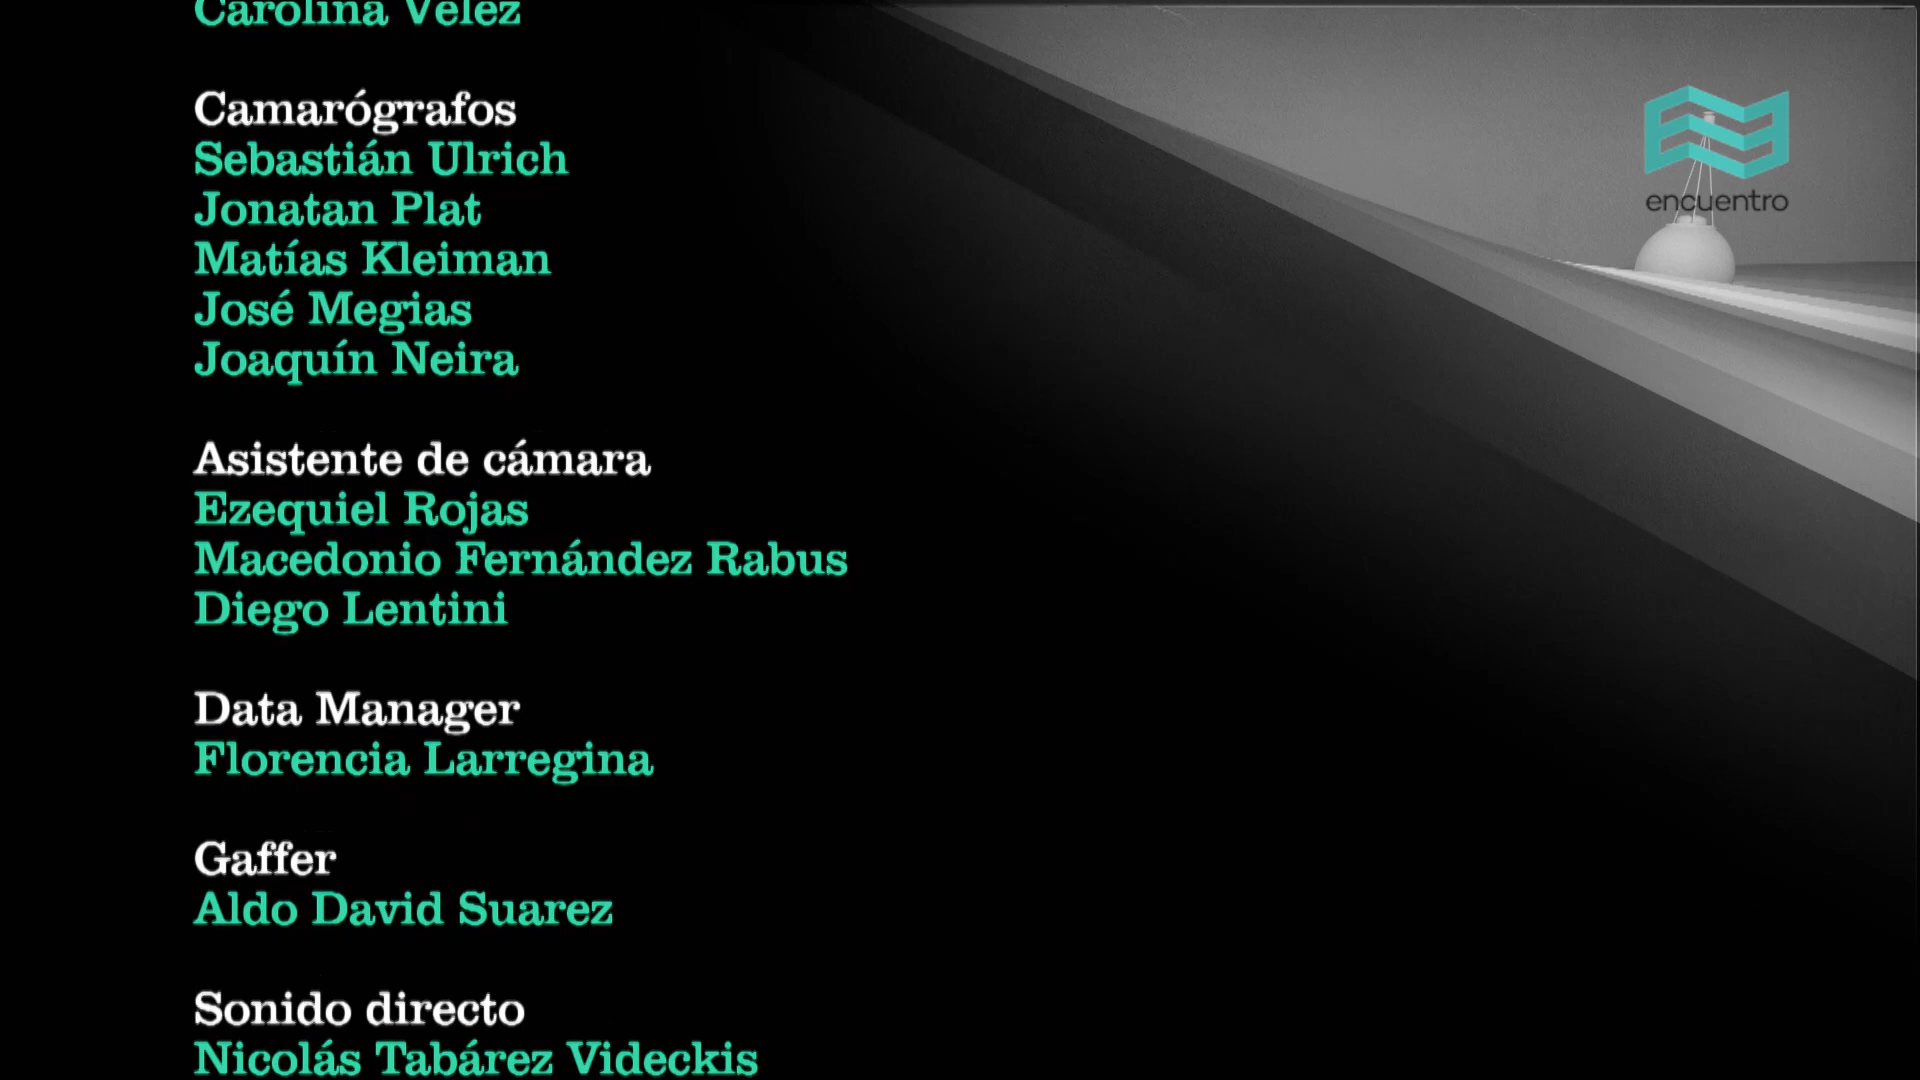 Carolina Velez
Camarógrafos
Sebastián Ulrich
Jonatan Plat
Matías Kleiman
José Megias
Joaquín Neira
Asistente de cámara
Ezequiel Rojas
Macedonio Fernández Rabus
Diego Lentini
Data Manager
Florencia Larregina
Gaffer
Aldo David Suarez
Sonido directo
Nicolás Tabárez Videckis
encuentro